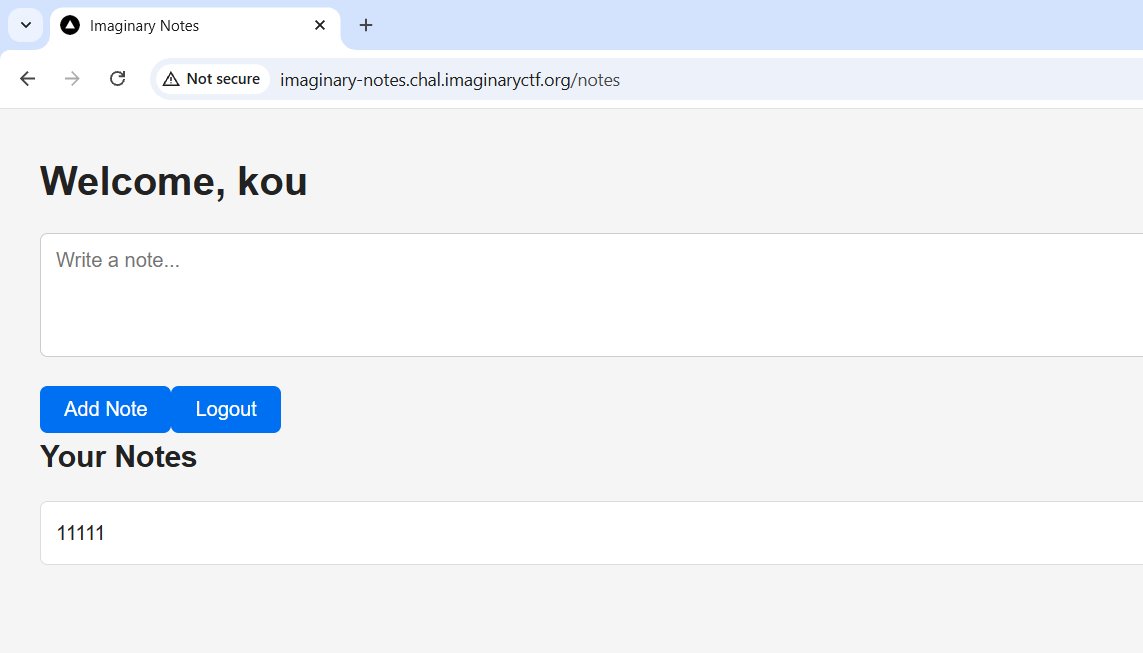 Imaginary Notes
Not secure imaginary-notes.chal.imaginaryctf.org/notes
Welcome, kou
Write a note...
Add Note Logout
Your Notes
11111